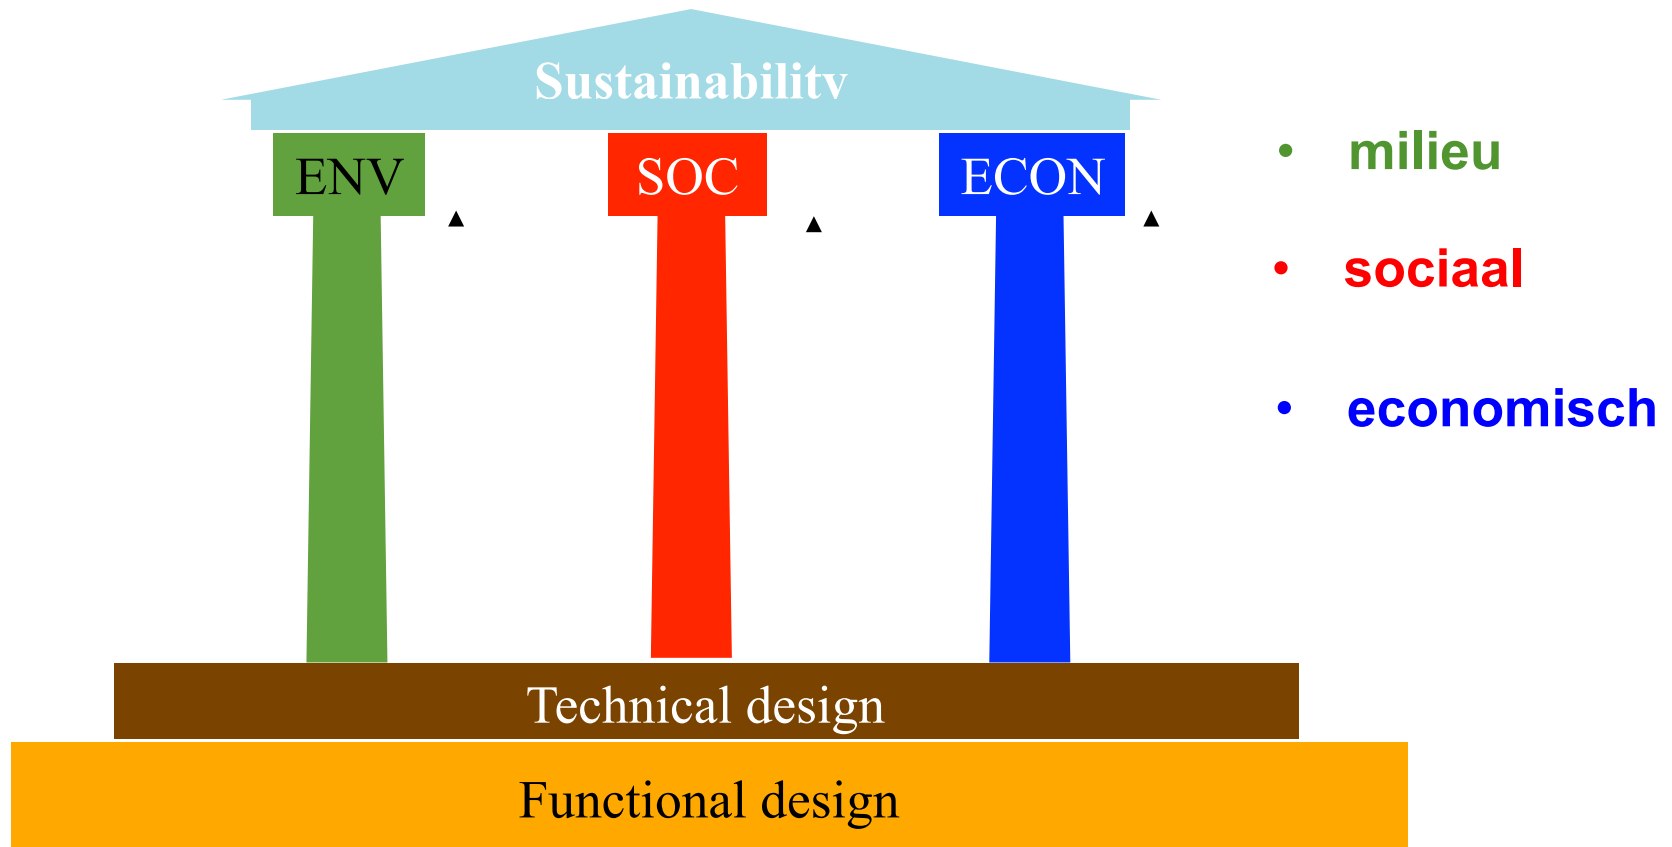 Sustainability
ENV
SOC
ECON
• milieu
• sociaal
• economisch
Technical design
Functional design